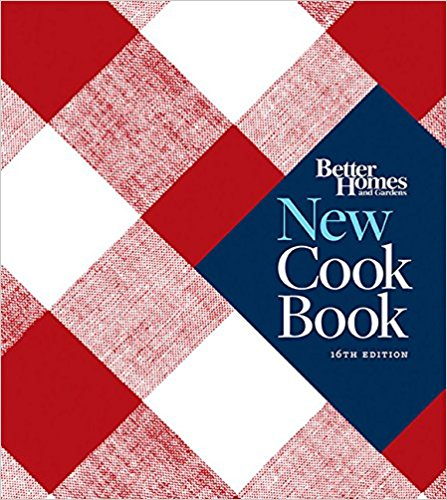 Better
Homes
and Gardens
New
Cook
Book
16TH EDITION